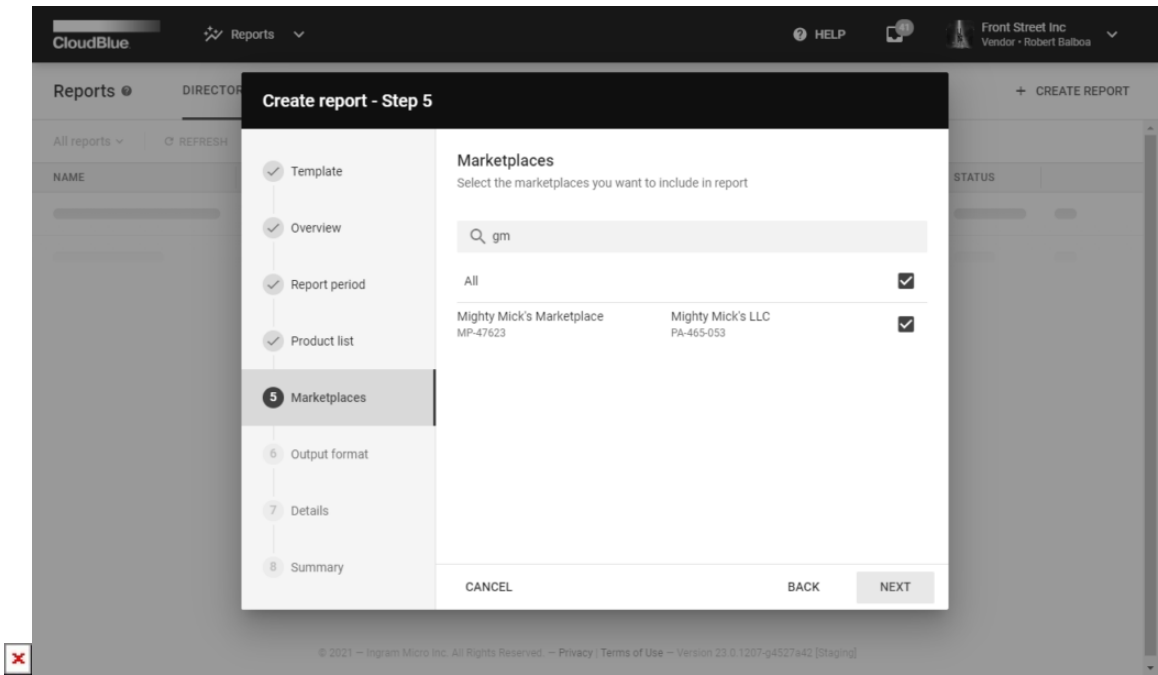 CloudBlue
Reports
HELP
41
Front Street Inc
Vendor • Robert Balboa
Reports
DIRECTOR
+ CREATE REPORT
All reports
REFRESH
NAME
STATUS
Create report - Step 5
Template
Overview
Report period
Product list
5 Marketplaces
6 Output format
7 Details
8 Summary
Marketplaces
Select the marketplaces you want to include in report
gm
All
Mighty Mick's Marketplace
MP-47623
Mighty Mick's LLC
PA-465-053
CANCEL
BACK
NEXT
© 2021 — Ingram Micro Inc. All Rights Reserved. — Privacy | Terms of Use — Version 23.0.1207-g4527a42 [Staging]